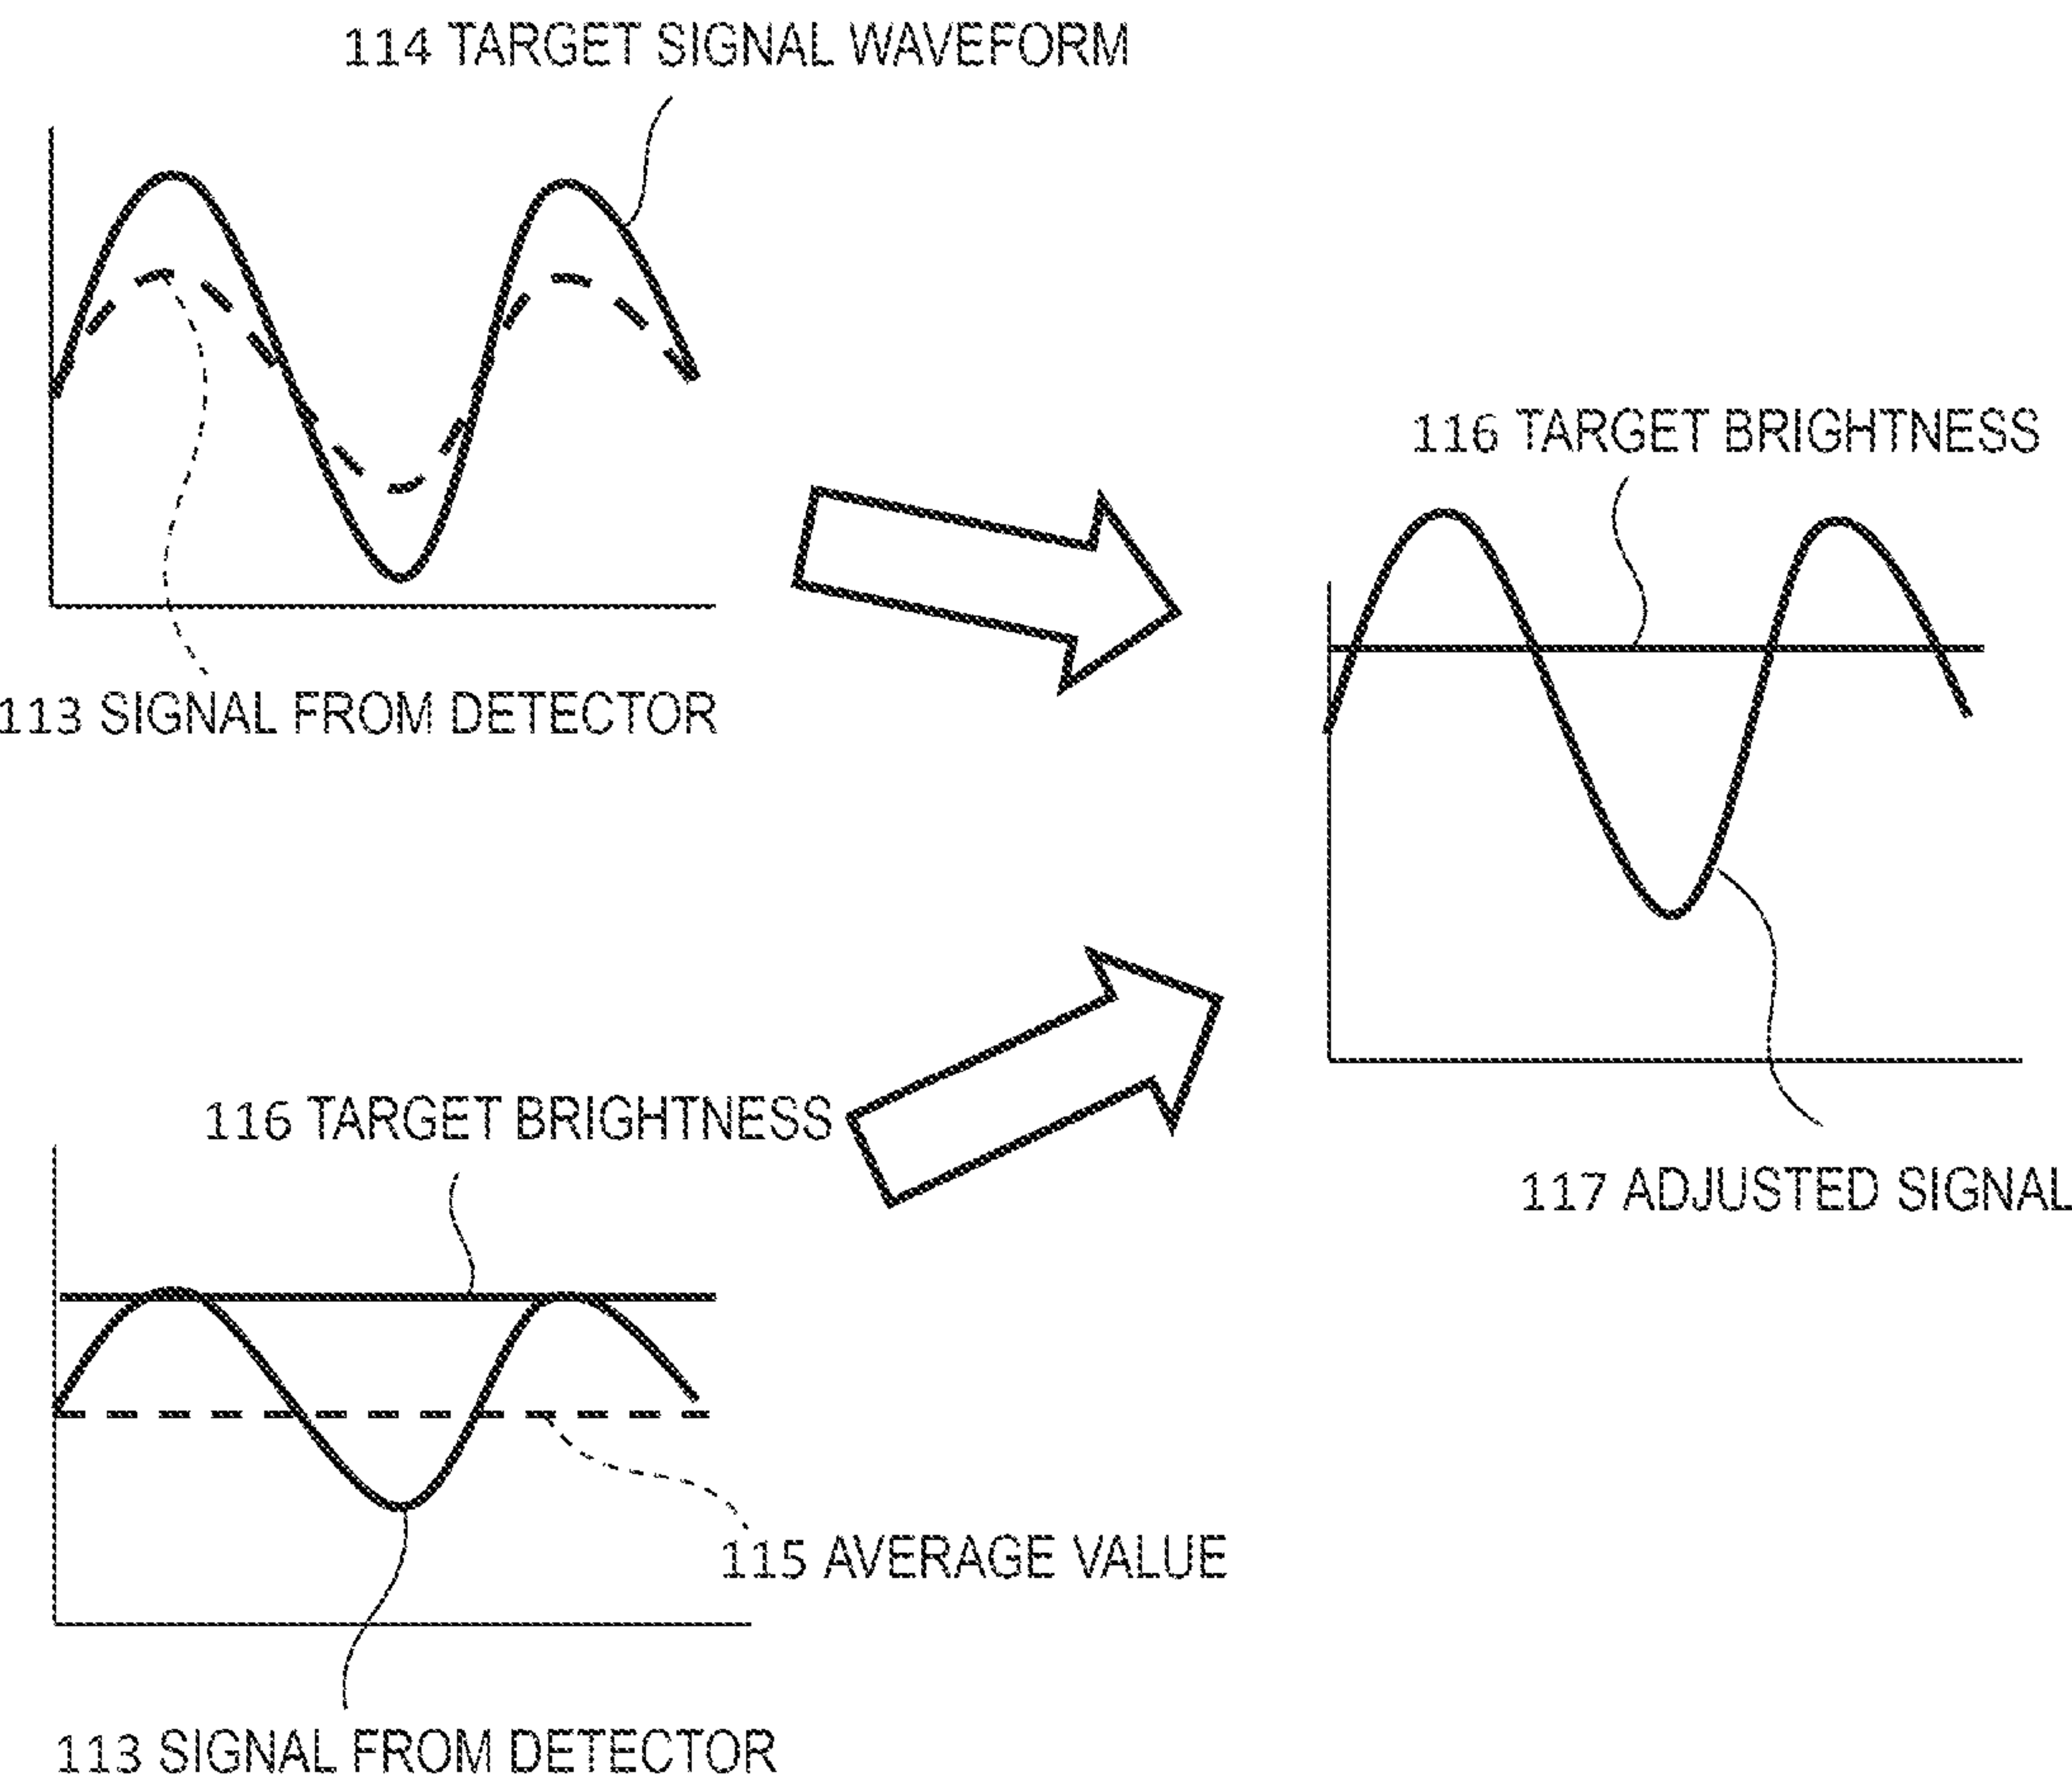 114 TARGET SIGNAL WAVEFORM
113 SIGNAL FROM DETECTOR
116 TARGET BRIGHTNESS
117 ADJUSTED SIGNAL
116 TARGET BRIGHTNESS
115 AVERAGE VALUE
113 SIGNAL FROM DETECTOR